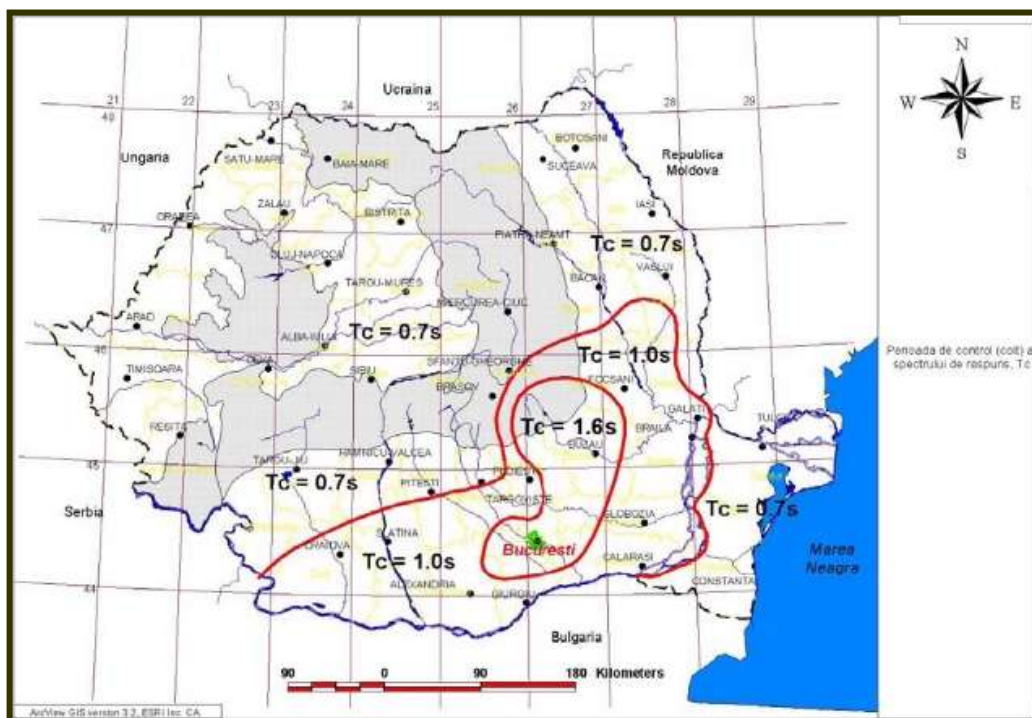 N
W E
S
21 22 23 24 25 26 27 28 29
48
Ucraina
Ungaria
SATU-MARE
BAIA-MARE
BOTOSANI
SUCEAVA
Republica
Moldova
ZALAU
ORADEA
BISTRITA
IASI
47
CLUJ-NAPOCA
PIATRA-NEAMT
Tc = 0.7s
VASLUI
BACAU
TARGU-MURES
MIERCUREA-CIUC
ARAD
ALBA-IULIA
Tc = 0.7s
46
SFANTU-GHEORGHE
Tc = 1.0s
Perioada de control (colt) a
spectrului de raspuns, Tc
TIMISOARA
DEVA
SIBIU
BRASOV
FOCSANI
GALATI
RESITA
Tc = 1.6s
BRAILA
BUZAU
45
TARGU-JIU
RAMNICU-VALCEA
PLOIESTI
Tc = 0.7s
PITESTI
TARGOVISTE
Serbia
SLOBOZIA
Tc = 0.7s
SLATINA
CRAIOVA
Bucuresti
Tc = 1.0s
CALARASI
Marea
Neagra
ALEXANDRIA
CONSTANTA
44
GIURGIU
Bulgaria
90 0 90 180 Kilometers
ArcView GIS version 3.2, ESRI Inc. CA